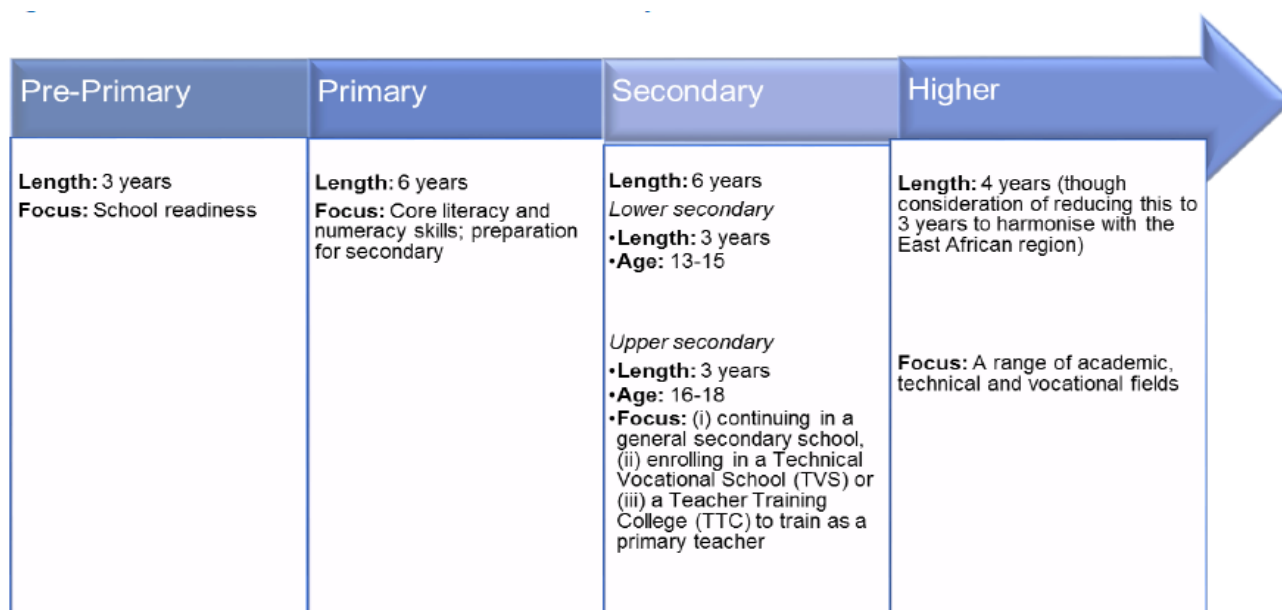 Pre-Primary
Length: 3 years
Focus: School readiness
Primary
Length: 6 years
Focus: Core literacy and
numeracy skills; preparation
for secondary
Secondary
Length: 6 years
Lower secondary
•Length: 3 years
•Age: 13-15
Upper secondary
•Length: 3 years
•Age: 16-18
•Focus: (i) continuing in a
general secondary school,
(ii) enrolling in a Technical
Vocational School (TVS) or
(iii) a Teacher Training
College (TTC) to train as a
primary teacher
Higher
Length: 4 years (though
consideration of reducing this to
3 years to harmonise with the
East African region)
Focus: A range of academic,
technical and vocational fields